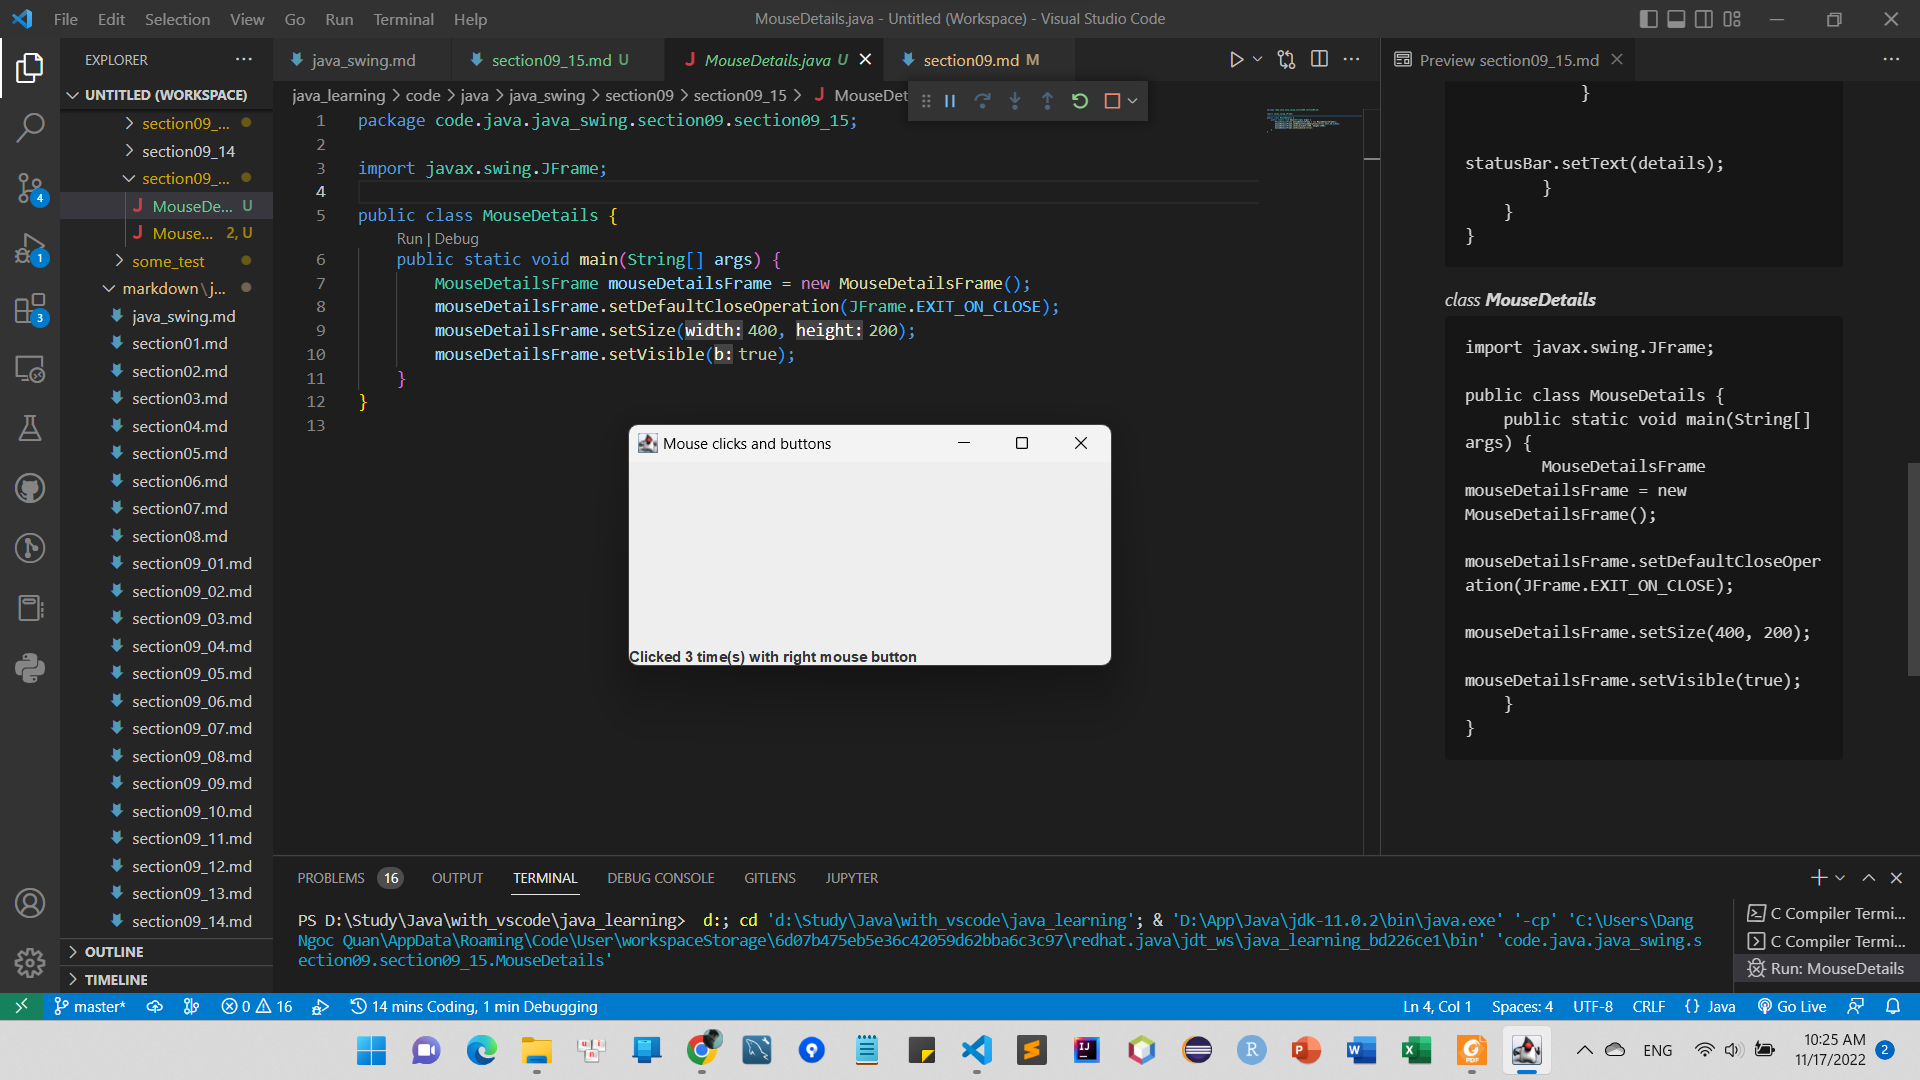 File Edit Selection View Go Run Terminal Help
MouseDetails.java - Untitled (Workspace) - Visual Studio Code
EXPLORER
UNTITLED (WORKSPACE)
section09_...
section09_14
section09_...
MouseDe... U
Mouse... 2, U
some_test
markdown\j...
java_swing.md
section01.md
section02.md
section03.md
section04.md
section05.md
section06.md
section07.md
section08.md
section09_01.md
section09_02.md
section09_03.md
section09_04.md
section09_05.md
section09_06.md
section09_07.md
section09_08.md
section09_09.md
section09_10.md
section09_11.md
section09_12.md
section09_13.md
section09_14.md
OUTLINE
TIMELINE
4
1
3
java_swing.md
section09_15.md U
MouseDetails.java U
section09.md M
java_learning > code > java > java_swing > section09 > section09_15 > MouseDet
1 package code.java.java_swing.section09.section09_15;
2
3 import javax.swing.JFrame;
4
5 public class MouseDetails {
Run | Debug
6 public static void main(String[] args) {
7 MouseDetailsFrame mouseDetailsFrame = new MouseDetailsFrame();
8 mouseDetailsFrame.setDefaultCloseOperation(JFrame.EXIT_ON_CLOSE);
9 mouseDetailsFrame.setSize(width: 400, height: 200);
10 mouseDetailsFrame.setVisible(b: true);
11 }
12 }
13
Mouse clicks and buttons
Clicked 3 time(s) with right mouse button
Preview section09_15.md
}
statusBar.setText(details);
}
}
}
class MouseDetails
import javax.swing.JFrame;
public class MouseDetails {
public static void main(String[]
args) {
MouseDetailsFrame
mouseDetailsFrame = new
MouseDetailsFrame();
mouseDetailsFrame.setDefaultCloseOper
ation(JFrame.EXIT_ON_CLOSE);
mouseDetailsFrame.setSize(400, 200);
mouseDetailsFrame.setVisible(true);
}
}
PROBLEMS 16 OUTPUT TERMINAL DEBUG CONSOLE GITLENS JUPYTER
PS D:\Study\Java\with_vscode\java_learning> d:; cd 'd:\Study\Java\with_vscode\java_learning'; & 'D:\App\Java\jdk-11.0.2\bin\java.exe' '-cp' 'C:\Users\Dang
Ngoc Quan\AppData\Roaming\Code\User\workspaceStorage\6d07b475eb5e36c42059d62bba6c3c97\redhat.java\jdt_ws\java_learning_bd226ce1\bin' 'code.java.java_swing.s
ection09.section09_15.MouseDetails'
C Compiler Termi...
C Compiler Termi...
Run: MouseDetails
master* 0 16 14 mins Coding, 1 min Debugging
Ln 4, Col 1 Spaces: 4 UTF-8 CRLF {} Java Go Live
ENG
10:25 AM
11/17/2022
2